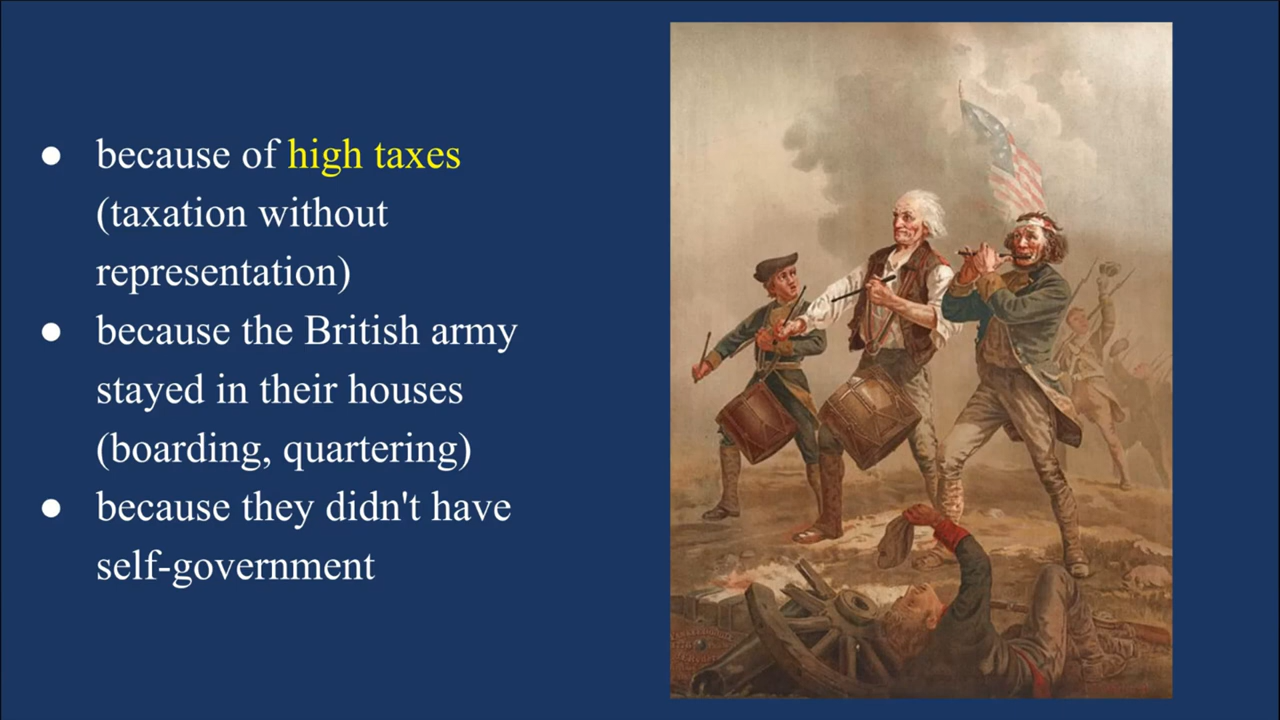 ● because of high taxes
(taxation without
representation)
● because the British army
stayed in their houses
(boarding, quartering)
● because they didn't have
self-government